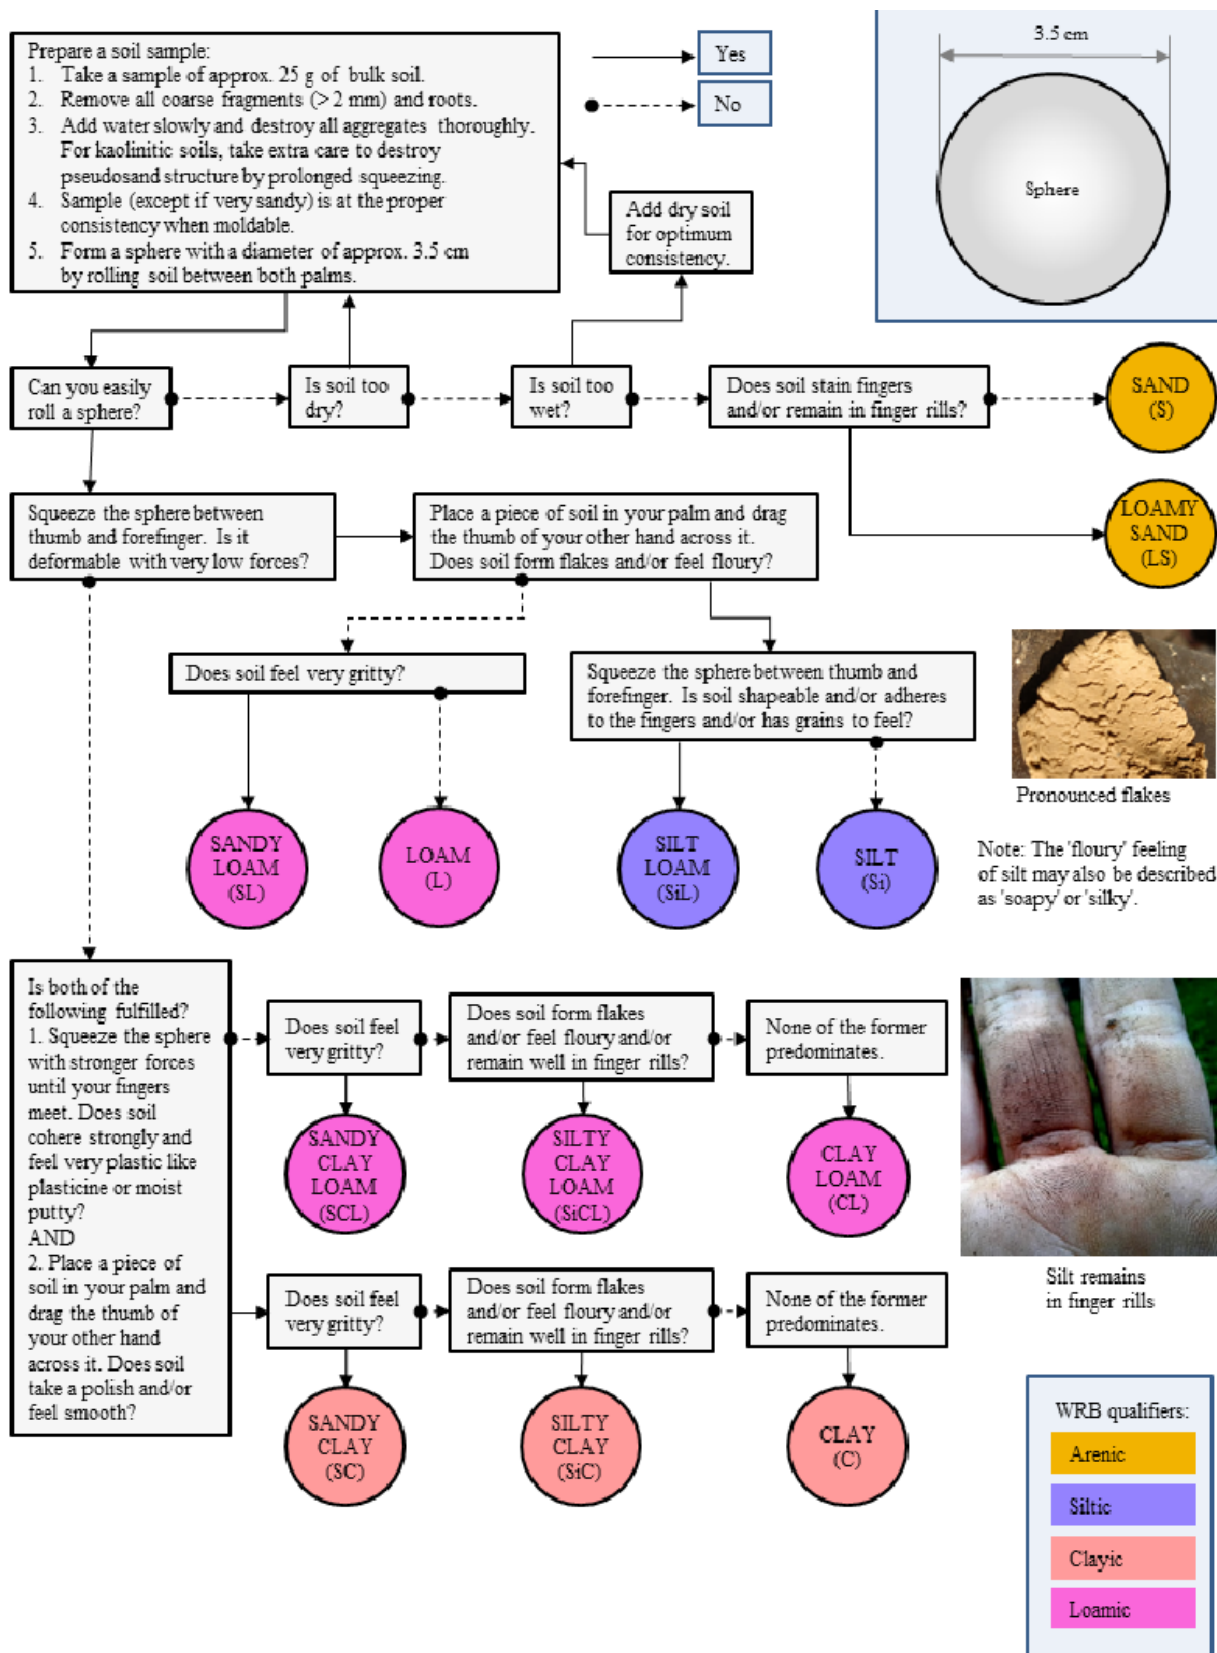 Prepare a soil sample:
1. Take a sample of approx. 25 g of bulk soil.
2. Remove all coarse fragments (> 2 mm) and roots.
3. Add water slowly and destroy all aggregates thoroughly.
For kaolinitic soils, take extra care to destroy
pseudosand structure by prolonged squeezing.
4. Sample (except if very sandy) is at the proper
consistency when moldable.
5. Form a sphere with a diameter of approx. 3.5 cm
by rolling soil between both palms.
Yes
No
3.5 cm
Sphere
Add dry soil
for optimum
consistency.
Can you easily
roll a sphere?
Is soil too
dry?
Is soil too
wet?
Does soil stain fingers
and/or remain in finger rills?
SAND
(S)
Squeeze the sphere between
thumb and forefinger. Is it
deformable with very low forces?
Place a piece of soil in your palm and drag
the thumb of your other hand across it.
Does soil form flakes and/or feel floury?
LOAMY
SAND
(LS)
Does soil feel very gritty?
Squeeze the sphere between thumb and
forefinger. Is soil shapeable and/or adheres
to the fingers and/or has grains to feel?
Pronounced flakes
SANDY
LOAM
(SL)
LOAM
(L)
SILT
LOAM
(SiL)
SILT
(Si)
Note: The 'floury' feeling
of silt may also be described
as 'soapy' or 'silky'.
Is both of the
following fulfilled?
1. Squeeze the sphere
with stronger forces
until your fingers
meet. Does soil
cohere strongly and
feel very plastic like
plasticine or moist
putty?
AND
2. Place a piece of
soil in your palm and
drag the thumb of
your other hand
across it. Does soil
take a polish and/or
feel smooth?
Does soil feel
very gritty?
Does soil form flakes
and/or feel floury and/or
remain well in finger rills?
None of the former
predominates.
SANDY
CLAY
LOAM
(SCL)
SILTY
CLAY
LOAM
(SiCL)
CLAY
LOAM
(CL)
Silt remains
in finger rills
Does soil feel
very gritty?
Does soil form flakes
and/or feel floury and/or
remain well in finger rills?
None of the former
predominates.
SANDY
CLAY
(SC)
SILTY
CLAY
(SiC)
CLAY
(C)
WRB qualifiers:
Arenic
Siltic
Clayic
Loamic